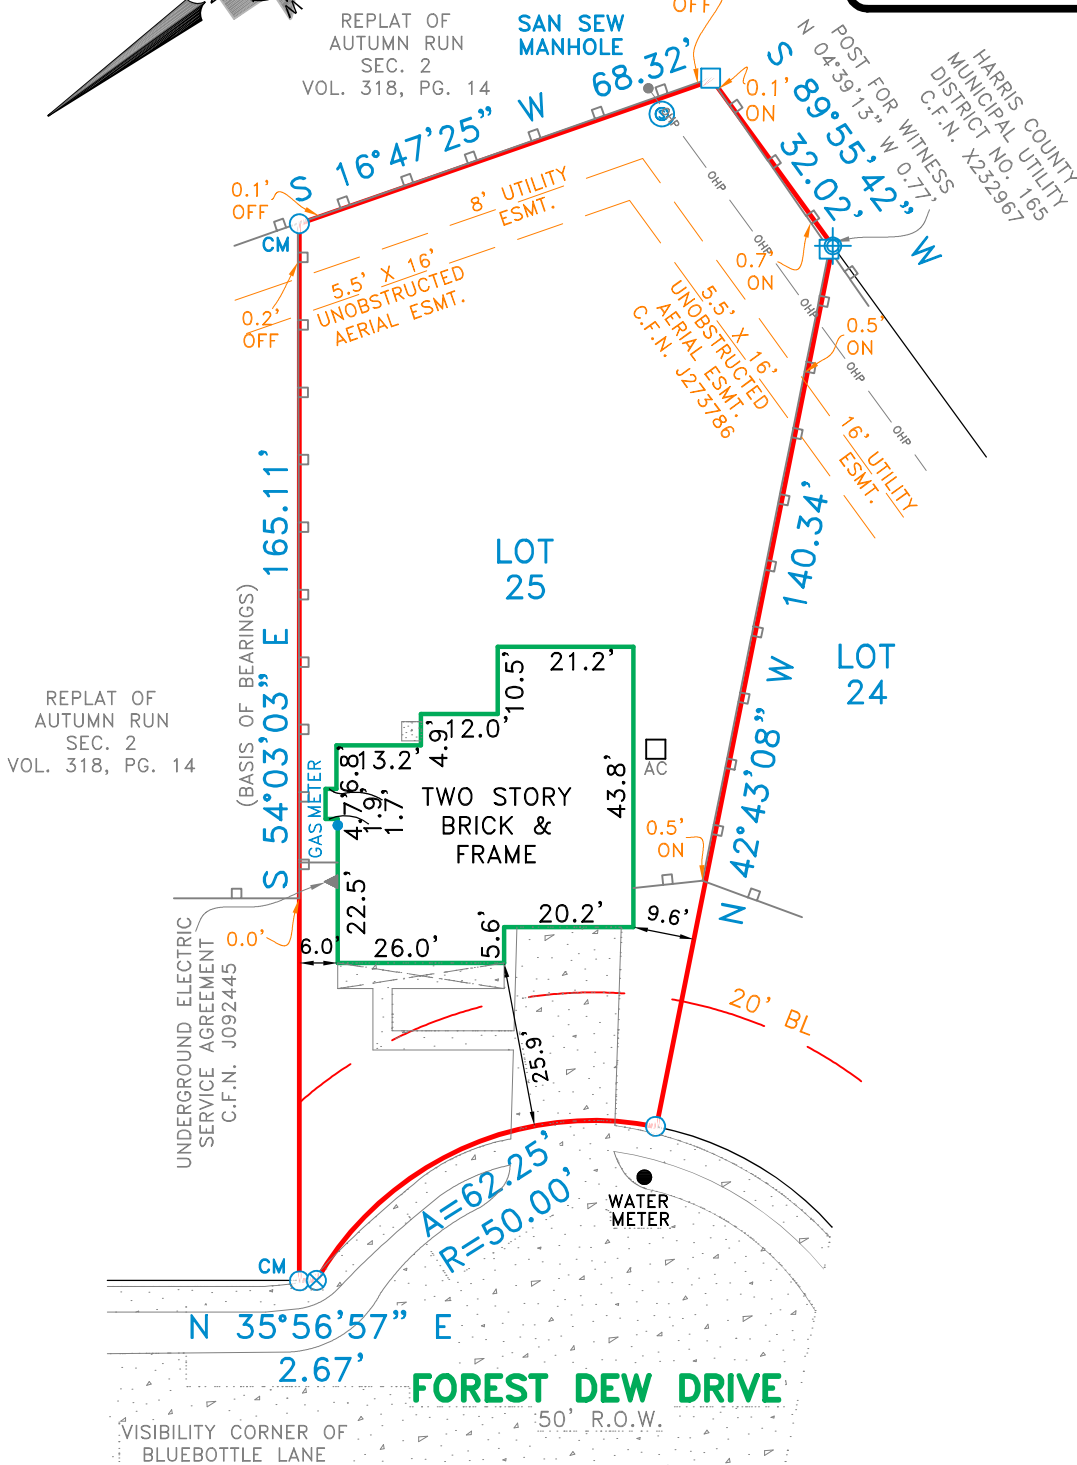 REPLAT OF
AUTUMN RUN
SEC. 2
VOL. 318, PG. 14
SAN SEW
MANHOLE
OFF
S 16°47'25" W 68.32'
0.1'
ON
S 89°55'42" W
32.02'
POST FOR WITNESS
N 04°39'13" W 0.77'
HARRIS COUNTY
MUNICIPAL UTILITY
DISTRICT NO. 165
C.F.N. X232967
0.1'
OFF
CM
8' UTILITY
ESMT.
5.5' X 16'
UNOBSTRUCTED
AERIAL ESMT.
0.2'
OFF
OHP
OHP
OHP
OHP
OHP
OHP
0.7'
ON
0.5'
ON
5.5' X 16'
UNOBSTRUCTED
AERIAL ESMT.
C.F.N. J273786
16' UTILITY
ESMT.
S 54°03'03" E 165.11'
(BASIS OF BEARINGS)
LOT
25
LOT
24
N 42°43'08" W 140.34'
REPLAT OF
AUTUMN RUN
SEC. 2
VOL. 318, PG. 14
21.2'
10.5'
12.0'
4.9'
13.2'
6.8'
4.7'
1.9'
1.7'
43.8'
AC
GAS METER
TWO STORY
BRICK &
FRAME
0.5'
ON
22.5'
26.0'
5.6'
20.2'
9.6'
6.0'
0.0'
UNDERGROUND ELECTRIC
SERVICE AGREEMENT
C.F.N. J092445
20' BL
25.9'
A=62.25'
R=50.00'
WATER
METER
CM
N 35°56'57" E
2.67'
FOREST DEW DRIVE
50' R.O.W.
VISIBILITY CORNER OF
BLUEBOTTLE LANE